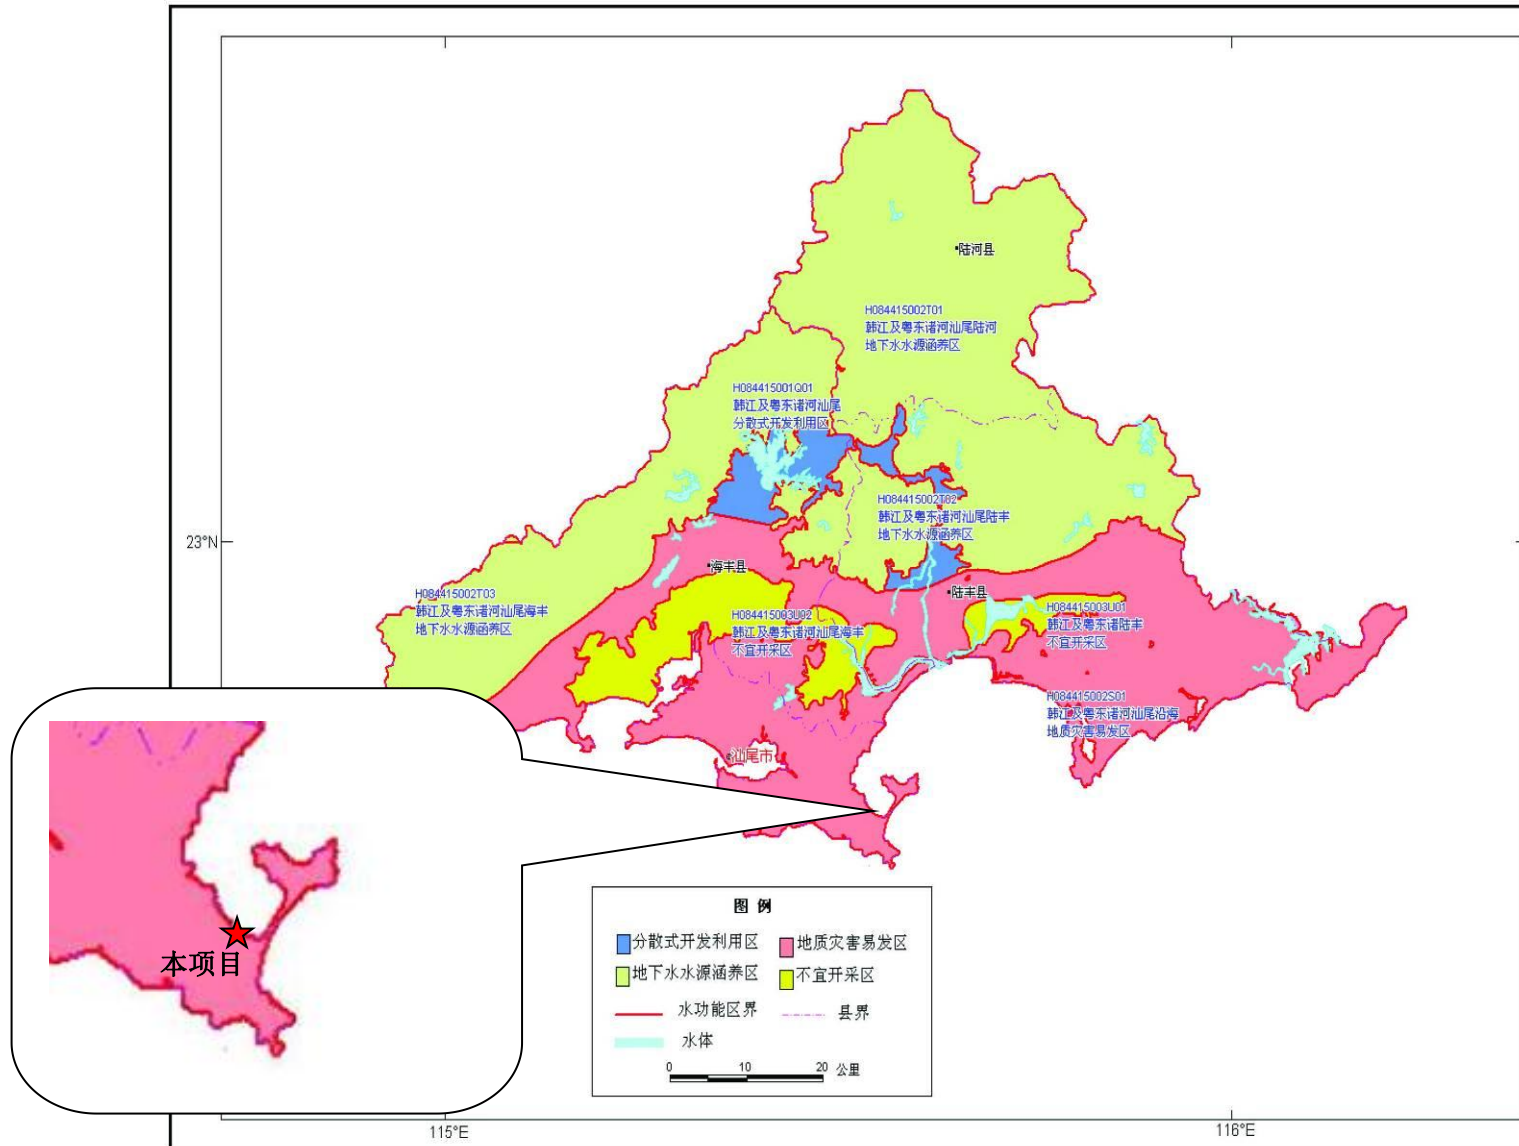 陆河县
H084415002T01
韩江及粤东诸河汕尾陆河
地下水水源涵养区
H084415001Q01
韩江及粤东诸河汕尾
分散式开发利用区
H084415002T02
韩江及粤东诸河汕尾陆丰
地下水水源涵养区
23°N
海丰县
陆丰县
H084415002T03
韩江及粤东诸河汕尾海丰
地下水水源涵养区
H084415003U02
韩江及粤东诸河汕尾海丰
不宜开采区
H084415003U01
韩江及粤东诸陆丰
不宜开采区
H084415002S01
韩江及粤东诸河汕尾沿海
地质灾害易发区
汕尾市
本项目
图 例
分散式开发利用区
地质灾害易发区
地下水水源涵养区
不宜开采区
水功能区界
县界
水体
0 10 20 公里
115°E
116°E